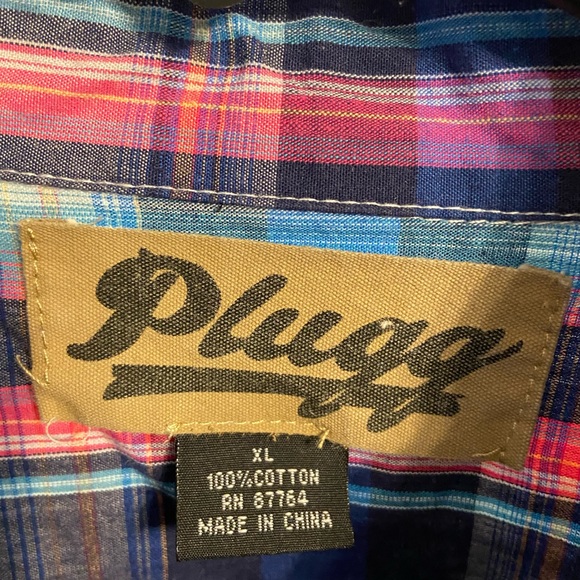 Plugg
XL
100%COTTON
RN 87764
MADE IN CHINA